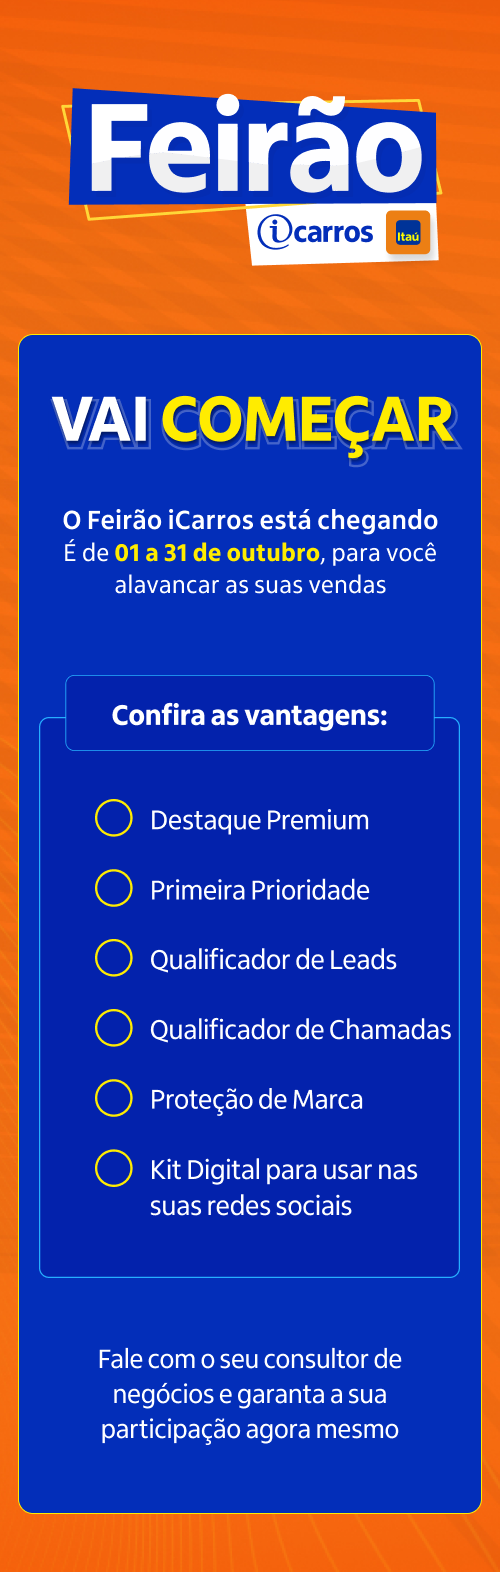 Feirão
icarros Itaú
VAI COMEÇAR
O Feirão iCarros está chegando
É de 01 a 31 de outubro, para você
alavancar as suas vendas
Confira as vantagens:
Destaque Premium
Primeira Prioridade
Qualificador de Leads
Qualificador de Chamadas
Proteção de Marca
Kit Digital para usar nas
suas redes sociais
Fale com o seu consultor de
negócios e garanta a sua
participação agora mesmo